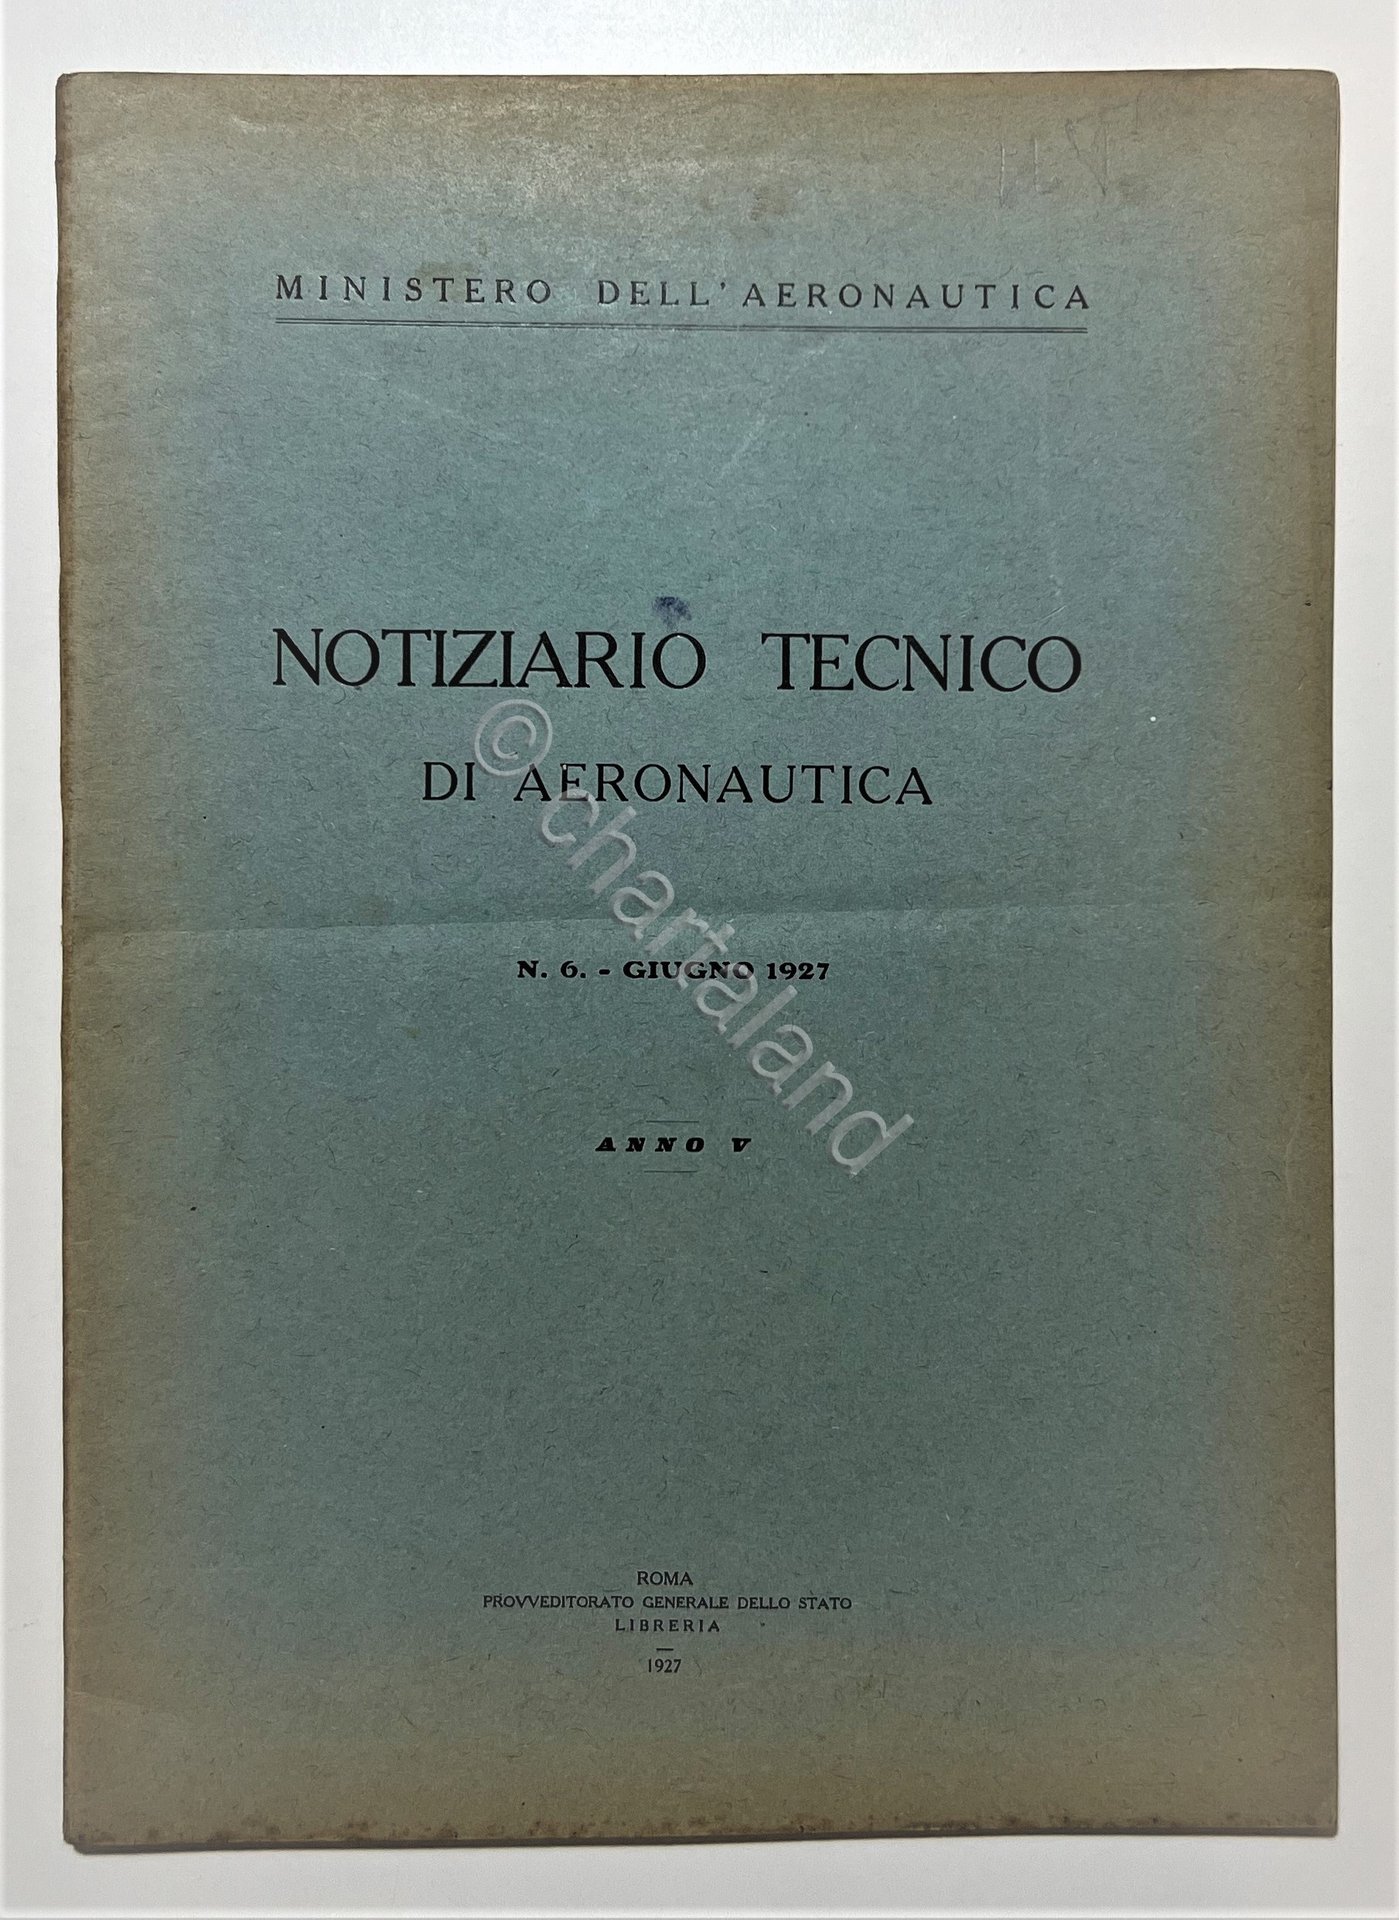 MINISTERO DELL'AERONAUTICA
NOTIZIARIO TECNICO
DI AERONAUTICA
© chartaland
N. 6. - GIUGNO 1927
ANNO V
ROMA
PROVVEDITORATO GENERALE DELLO STATO
LIBRERIA
1927